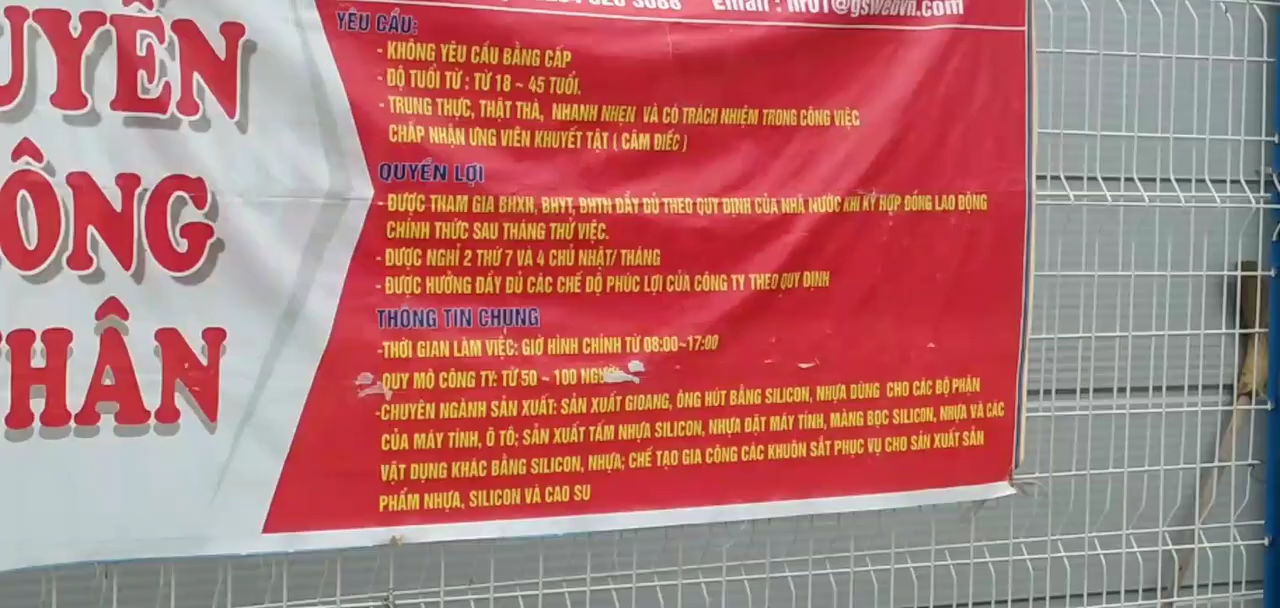 Email : hr01@gswebvn.com
YÊU CẦU:
- KHÔNG YÊU CẦU BẰNG CẤP
- ĐỘ TUỔI TỪ : TỪ 18 ~ 45 TUỔI.
- TRUNG THỰC, THẬT THÀ, NHANH NHẸN VÀ CÓ TRÁCH NHIỆM TRONG CÔNG VIỆC
CHẤP NHẬN ỨNG VIÊN KHUYẾT TẬT ( CÂM ĐIẾC )
QUYỀN LỢI
- ĐƯỢC THAM GIA BHXH, BHYT, BHTN ĐẦY ĐỦ THEO QUY ĐỊNH CỦA NHÀ NƯỚC KHI KÝ HỢP ĐỒNG LAO ĐỘNG
CHÍNH THỨC SAU THÁNG THỬ VIỆC.
- ĐƯỢC NGHỈ 2 THỨ 7 VÀ 4 CHỦ NHẬT/ THÁNG
- ĐƯỢC HƯỞNG ĐẦY ĐỦ CÁC CHẾ ĐỘ PHÚC LỢI CỦA CÔNG TY THEO QUY ĐỊNH
THÔNG TIN CHUNG
-THỜI GIAN LÀM VIỆC: GIỜ HÌNH CHÍNH TỪ 08:00~17:00
-QUY MÔ CÔNG TY: TỪ 50 ~ 100
-CHUYÊN NGÀNH SẢN XUẤT: SẢN XUẤT GIOANG, ỐNG HÚT BẰNG SILICON, NHỰA DÙNG CHO CÁC BỘ PHẬN
CỦA MÁY TÍNH, Ô TÔ; SẢN XUẤT TẤM NHỰA SILICON, NHỰA ĐẶT MÁY TÍNH, MÀNG BỌC SILICON, NHỰA VÀ CÁC
VẬT DỤNG KHÁC BẰNG SILICON, NHỰA; CHẾ TẠO GIA CÔNG CÁC KHUÔN SẮT PHỤC VỤ CHO SẢN XUẤT SẢN
PHẨM NHỰA, SILICON VÀ CAO SU
UYỂN
ÔNG
HÂN